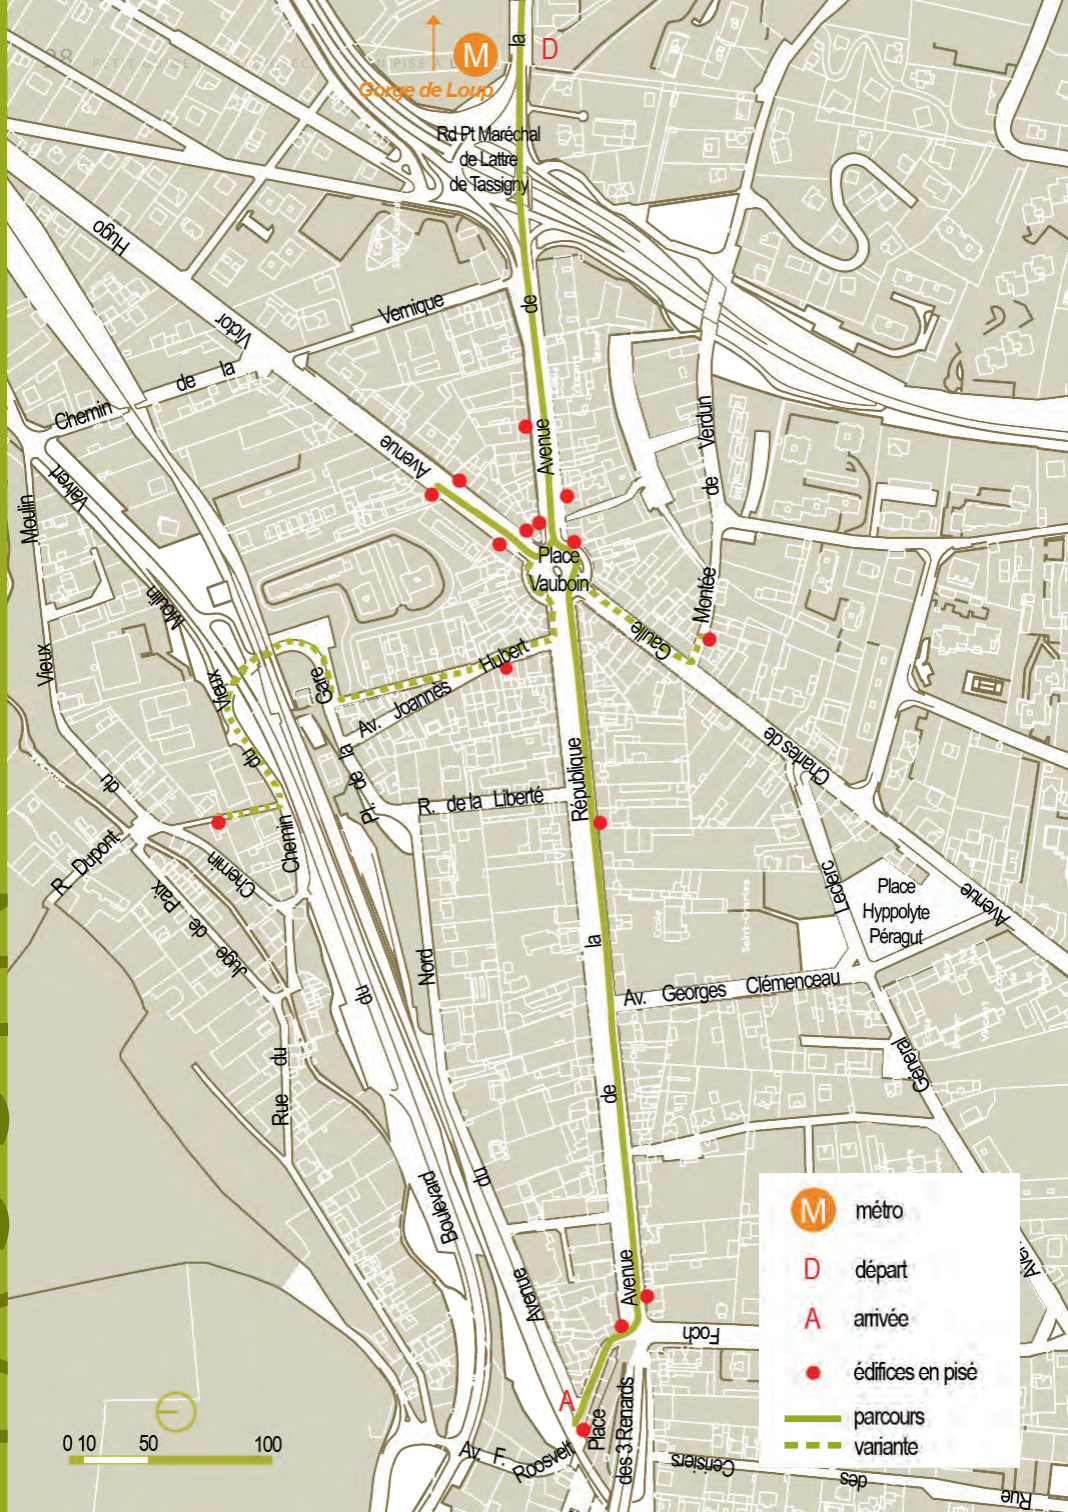 28
M
D
Gorge de Loup
la
Rd Pt Maréchal
de Lattre
de Tassigny
Hugo
Victor
Vernique
de
la
de
Chemin
Avenue
Avenue
Verdun
de
Montée
Moulin
Valvert
Place
Vauboin
Moulin
Vieux
Vieux
Gaulle
Hubert
Gare
Av. Joannès
la
de
Pl.
du
du
Charles de
République
R. de la Liberté
Chemin
Chemin
R. Dupont
Juge de Paix
Leclerc
Place
Hyppolyte
Péragut
Avenue
Ecole
la
Nord
du
Av. Georges Clémenceau
Général
Rue du
de
Boulevard
du
Avenue
Avenue
Foch
A
Place
des 3 Renards
Av. F. Roosvelt
Cerisiers
des
Rue
M métro
D départ
A arrivée
édifices en pisé
parcours
variante
0 10 50 100